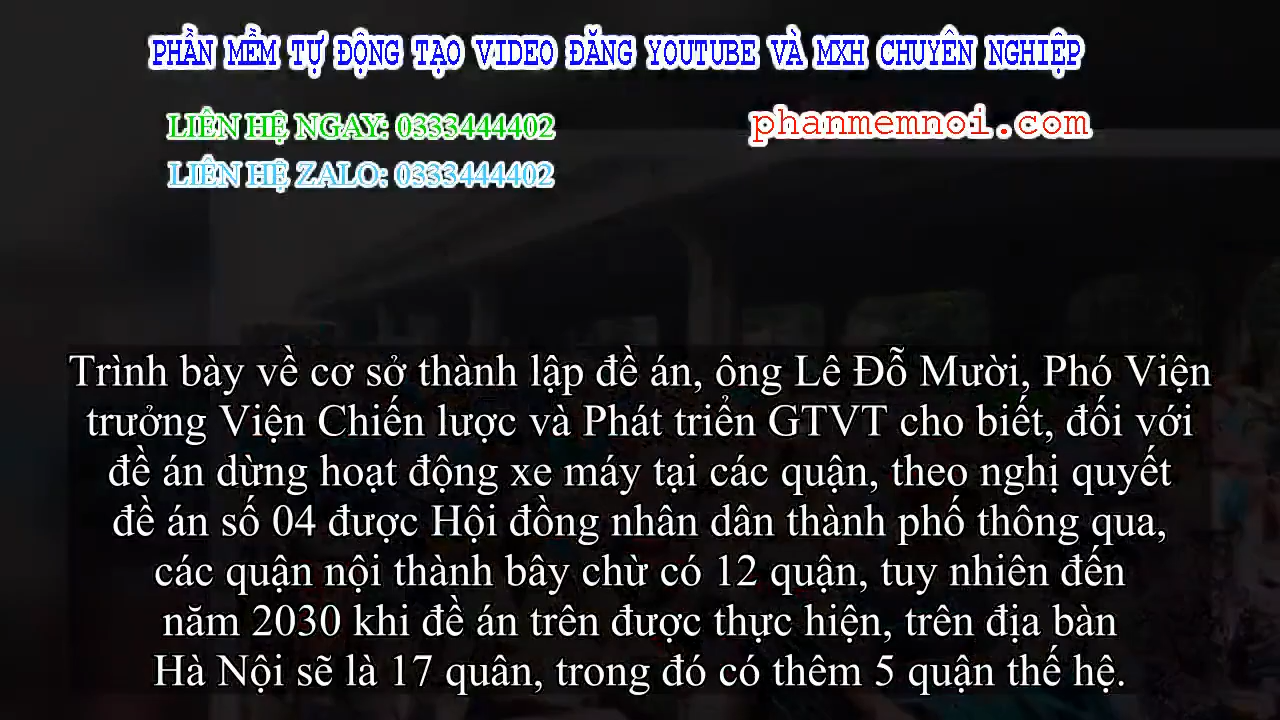 PHẦN MỀM TỰ ĐỘNG TẠO VIDEO ĐĂNG YOUTUBE VÀ MXH CHUYÊN NGHIỆP
LIÊN HỆ NGAY: 0333444402
phanmemnoi.com
LIÊN HỆ ZALO: 0333444402
Trình bày về cơ sở thành lập đề án, ông Lê Đỗ Mười, Phó Viện
trưởng Viện Chiến lược và Phát triển GTVT cho biết, đối với
đề án dừng hoạt động xe máy tại các quận, theo nghị quyết
đề án số 04 được Hội đồng nhân dân thành phố thông qua,
các quận nội thành bây chừ có 12 quận, tuy nhiên đến
năm 2030 khi đề án trên được thực hiện, trên địa bàn
Hà Nội sẽ là 17 quân, trong đó có thêm 5 quận thế hệ.